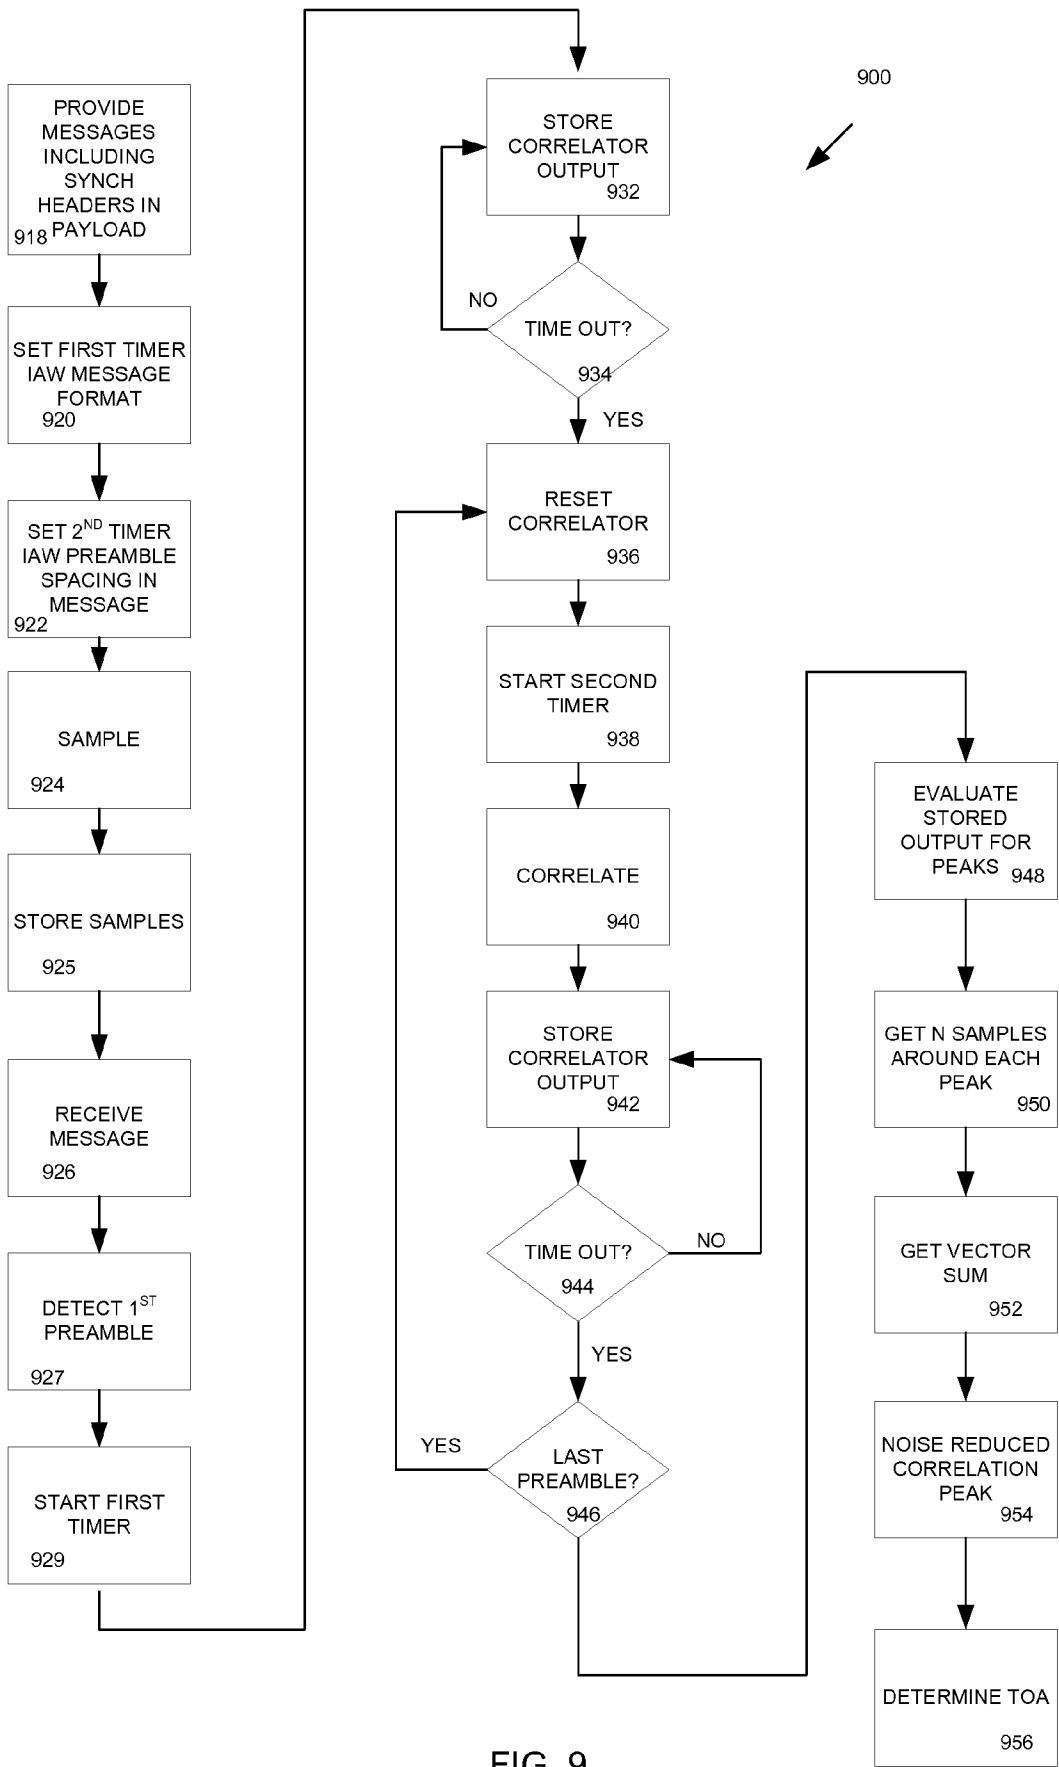 PROVIDE
MESSAGES
INCLUDING
SYNCH
HEADERS IN
PAYLOAD
918
SET FIRST TIMER
IAW MESSAGE
FORMAT
920
SET 2ND TIMER
IAW PREAMBLE
SPACING IN
MESSAGE
922
SAMPLE
924
STORE SAMPLES
925
RECEIVE
MESSAGE
926
DETECT 1ST
PREAMBLE
927
START FIRST
TIMER
929
STORE
CORRELATOR
OUTPUT
932
NO
TIME OUT?
934
YES
RESET
CORRELATOR
936
START SECOND
TIMER
938
CORRELATE
940
STORE
CORRELATOR
OUTPUT
942
TIME OUT?
NO
944
YES
YES
LAST
PREAMBLE?
946
900
EVALUATE
STORED
OUTPUT FOR
PEAKS
948
GET N SAMPLES
AROUND EACH
PEAK
950
GET VECTOR
SUM
952
NOISE REDUCED
CORRELATION
PEAK
954
DETERMINE TOA
956
FIG. 9